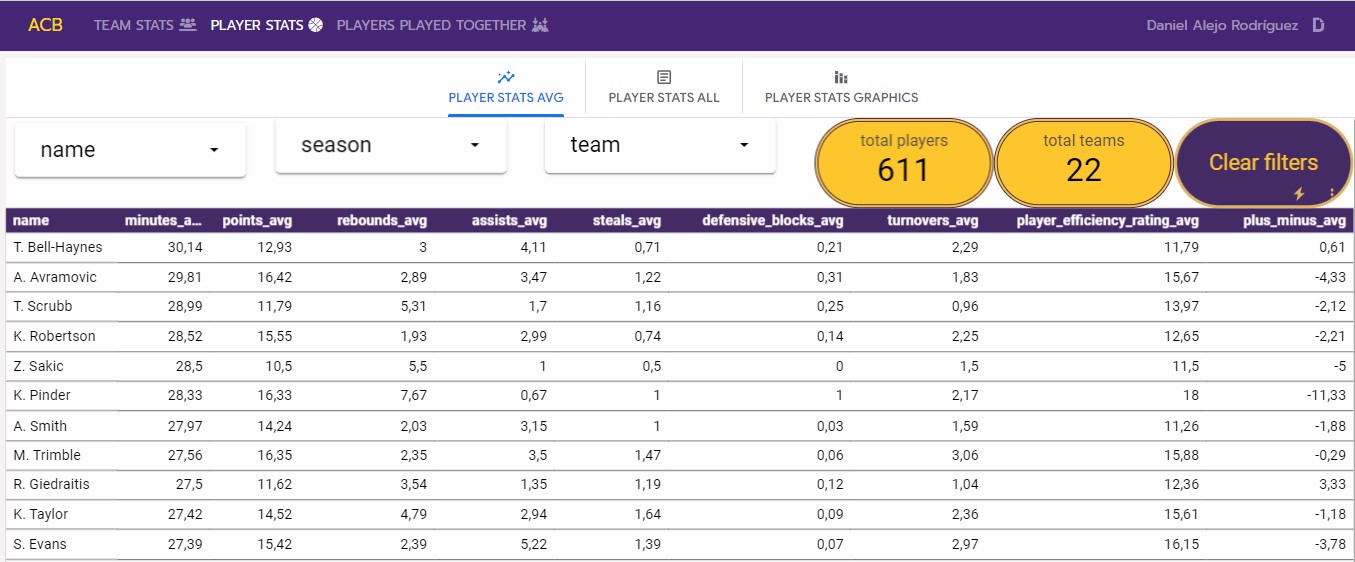 ACB TEAM STATS PLAYER STATS PLAYERS PLAYED TOGETHER Daniel Alejo Rodríguez D
PLAYER STATS AVG PLAYER STATS ALL PLAYER STATS GRAPHICS
name season team total players 611 total teams 22 Clear filters
name minutes_a... points_avg rebounds_avg assists_avg steals_avg defensive_blocks_avg turnovers_avg player_efficiency_rating_avg plus_minus_avg
T. Bell-Haynes 30,14 12,93 3 4,11 0,71 0,21 2,29 11,79 0,61
A. Avramovic 29,81 16,42 2,89 3,47 1,22 0,31 1,83 15,67 -4,33
T. Scrubb 28,99 11,79 5,31 1,7 1,16 0,25 0,96 13,97 -2,12
K. Robertson 28,52 15,55 1,93 2,99 0,74 0,14 2,25 12,65 -2,21
Z. Sakic 28,5 10,5 5,5 1 0,5 0 1,5 11,5 -5
K. Pinder 28,33 16,33 7,67 0,67 1 1 2,17 18 -11,33
A. Smith 27,97 14,24 2,03 3,15 1 0,03 1,59 11,26 -1,88
M. Trimble 27,56 16,35 2,35 3,5 1,47 0,06 3,06 15,88 -0,29
R. Giedraitis 27,5 11,62 3,54 1,35 1,19 0,12 1,04 12,36 3,33
K. Taylor 27,42 14,52 4,79 2,94 1,64 0,09 2,36 15,61 -1,18
S. Evans 27,39 15,42 2,39 5,22 1,39 0,07 2,97 16,15 -3,78